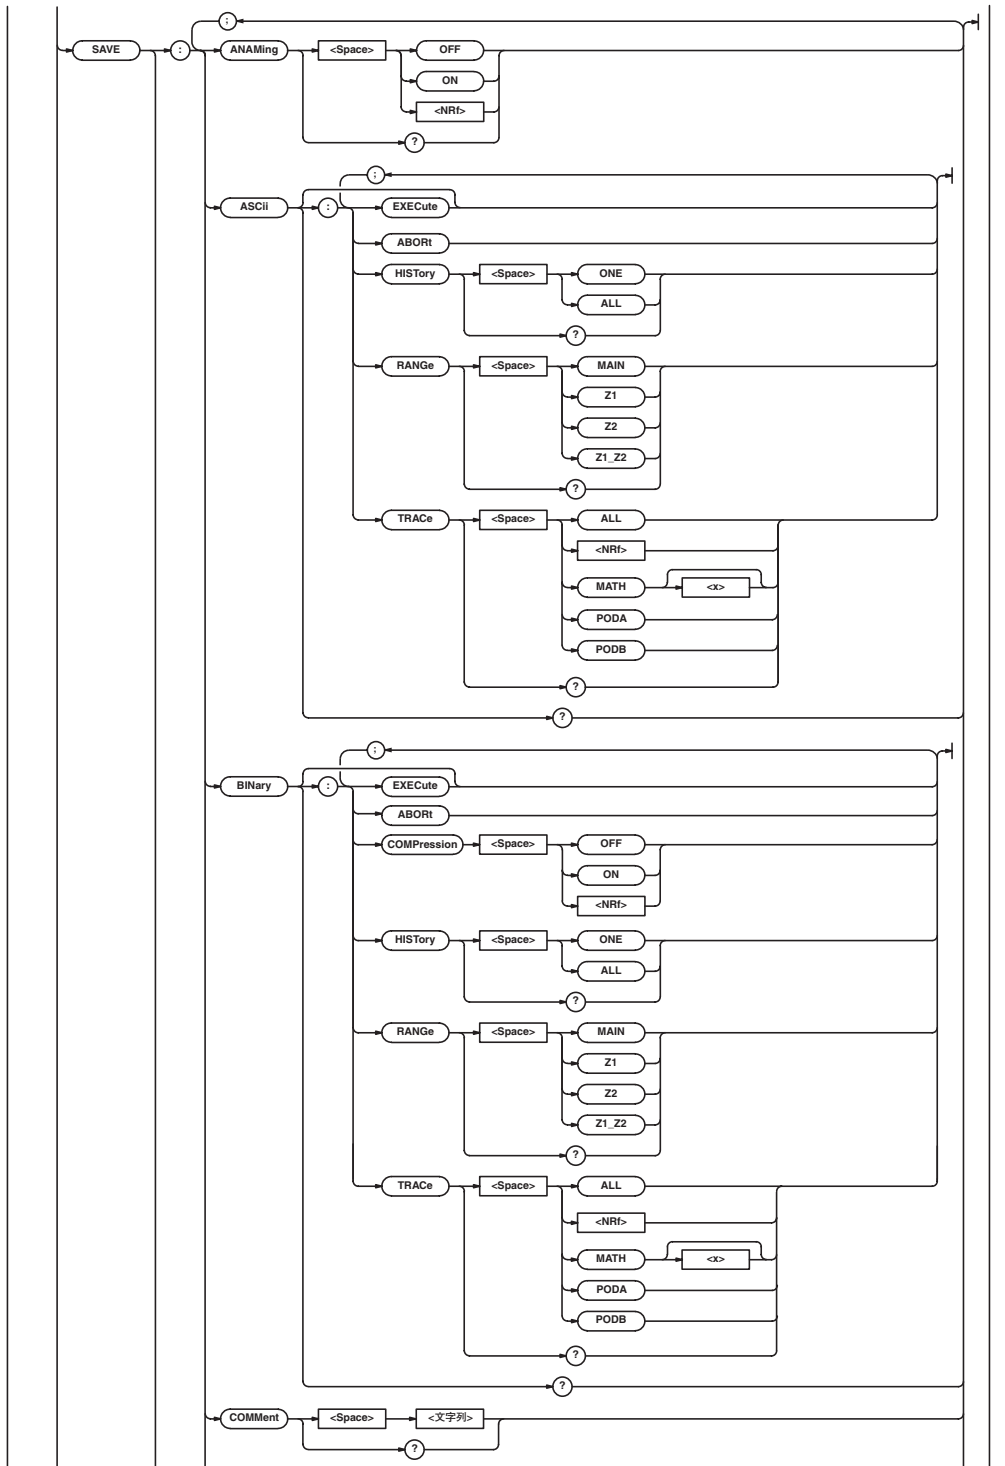 ;
SAVE : ANAMing <Space> OFF
ON
<NRf>
?
;
ASCii : EXECute
ABORt
HISTory <Space> ONE
ALL
?
RANGe <Space> MAIN
Z1
Z2
Z1_Z2
?
TRACe <Space> ALL
<NRf>
MATH <x>
PODA
PODB
?
?
;
BINary : EXECute
ABORt
COMPression <Space> OFF
ON
<NRf>
HISTory <Space> ONE
ALL
?
RANGe <Space> MAIN
Z1
Z2
Z1_Z2
?
TRACe <Space> ALL
<NRf>
MATH <x>
PODA
PODB
?
?
COMMent <Space> <文字列>
?